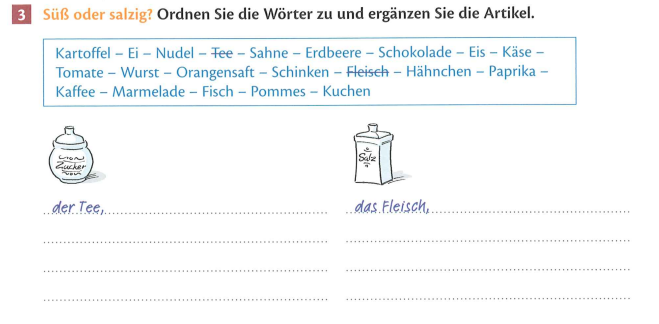 3 Süß oder salzig? Ordnen Sie die Wörter zu und ergänzen Sie die Artikel.
Kartoffel – Ei – Nudel – Tee – Sahne – Erdbeere – Schokolade – Eis – Käse –
Tomate – Wurst – Orangensaft – Schinken – Fleisch – Hähnchen – Paprika –
Kaffee – Marmelade – Fisch – Pommes – Kuchen
Zucker
Salz
der Tee,
das Fleisch,